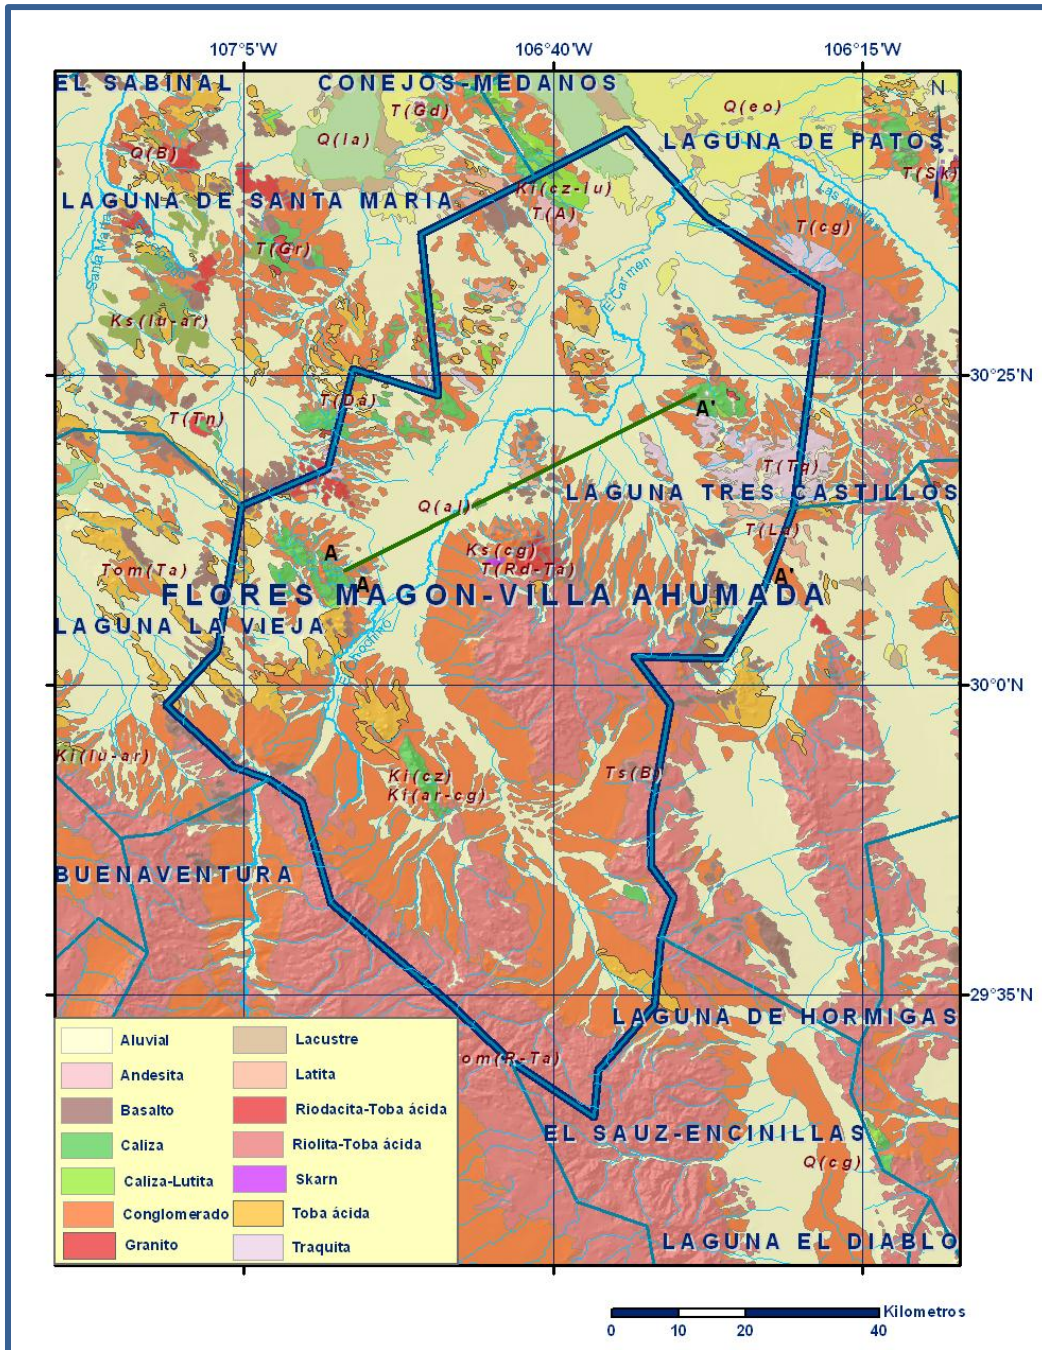 107°5'W 106°40'W 106°15'W
EL SABINAL CONEJOS-MEDANOS
N
T(Gd) Q(eo)
Q(la) LAGUNA DE PATOS
Q(B)
T(Sk)
Ki(cz-lu)
LAGUNA DE SANTA MARIA
Las Aguilas
T(A)
T(cg)
Santa Maria
T(Gr)
El Carmen
Ks(lu-ar)
30°25'N
T(Da)
A'
T(Tn)
T(Tq)
LAGUNA TRES CASTILLOS
Q(al)
T(La)
A
Ks(cg)
Tom(Ta)
T(Rd-Ta)
A'
A
FLORES MAGON-VILLA AHUMADA
LAGUNA LA VIEJA
30°0'N
Ki(lu-ar)
Ki(cz)
Ts(B)
Ki(ar-cg)
BUENAVENTURA
29°35'N
LAGUNA DE HORMIGAS
om(R-Ta)
EL SAUZ-ENCINILLAS
Q(cg)
LAGUNA EL DIABLO
Aluvial
Andesita
Basalto
Caliza
Caliza-Lutita
Conglomerado
Granito
Lacustre
Latita
Riodacita-Toba ácida
Riolita-Toba ácida
Skarn
Toba ácida
Traquita
Kilometros
0 10 20 40